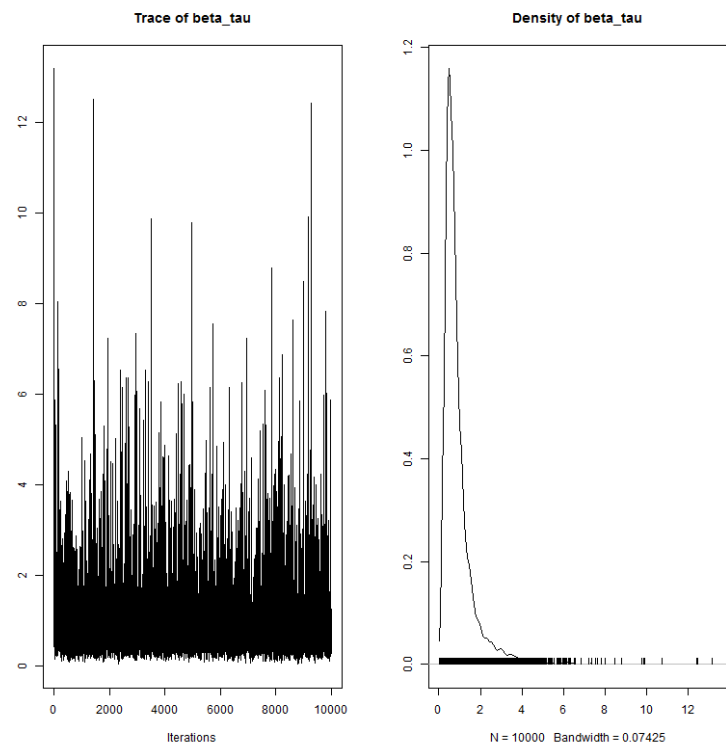 Trace of beta_tau
12
10
8
6
4
2
0
0 2000 4000 6000 8000 10000
Iterations
Density of beta_tau
1.2
1.0
0.8
0.6
0.4
0.2
0.0
0 2 4 6 8 10 12
N = 10000 Bandwidth = 0.07425